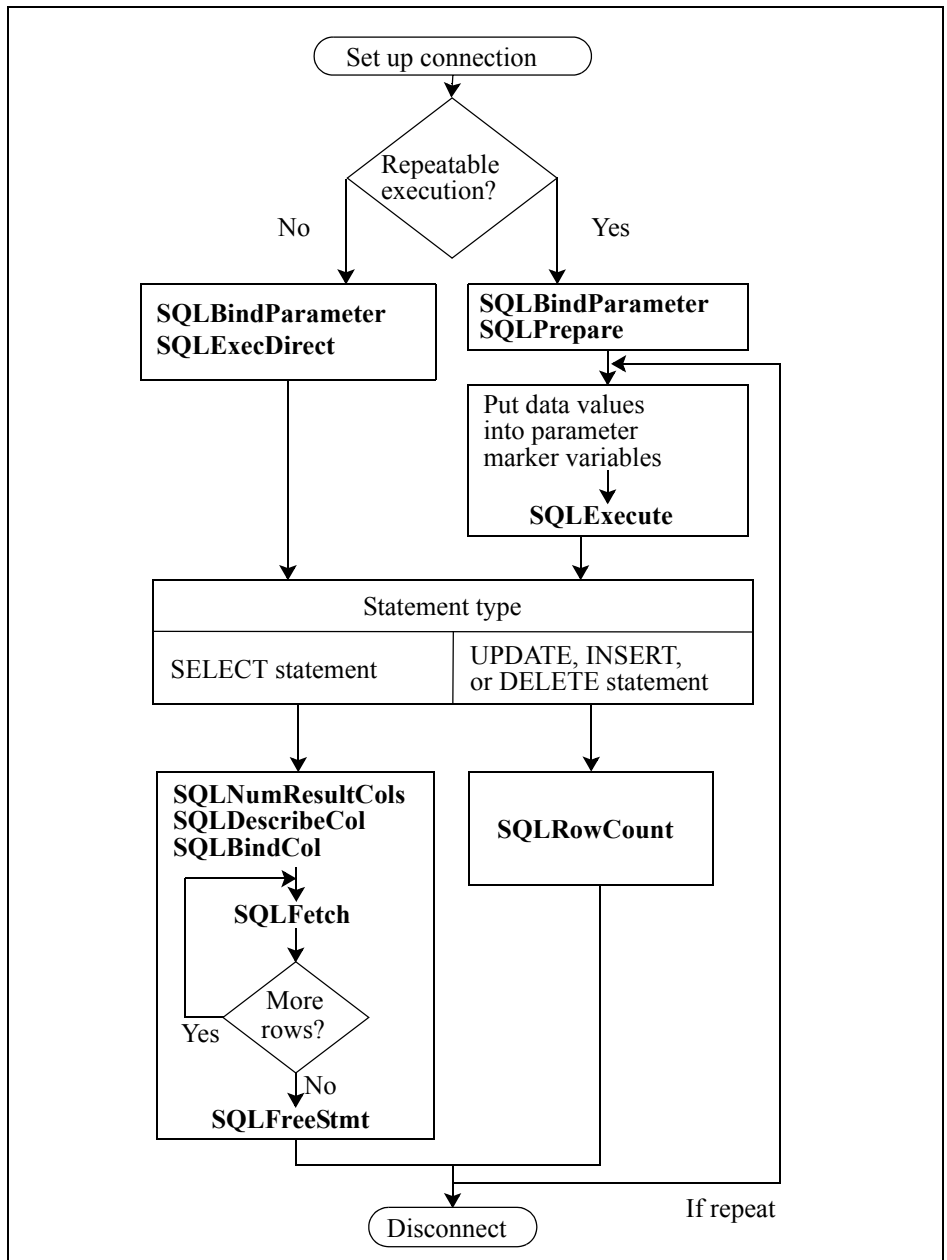 Set up connection
Repeatable
execution?
No
Yes
SQLBindParameter
SQLExecDirect
SQLBindParameter
SQLPrepare
Put data values
into parameter
marker variables
SQLExecute
Statement type
SELECT statement
UPDATE, INSERT,
or DELETE statement
SQLNumResultCols
SQLDescribeCol
SQLBindCol
SQLFetch
More
rows?
Yes
No
SQLFreeStmt
SQLRowCount
If repeat
Disconnect